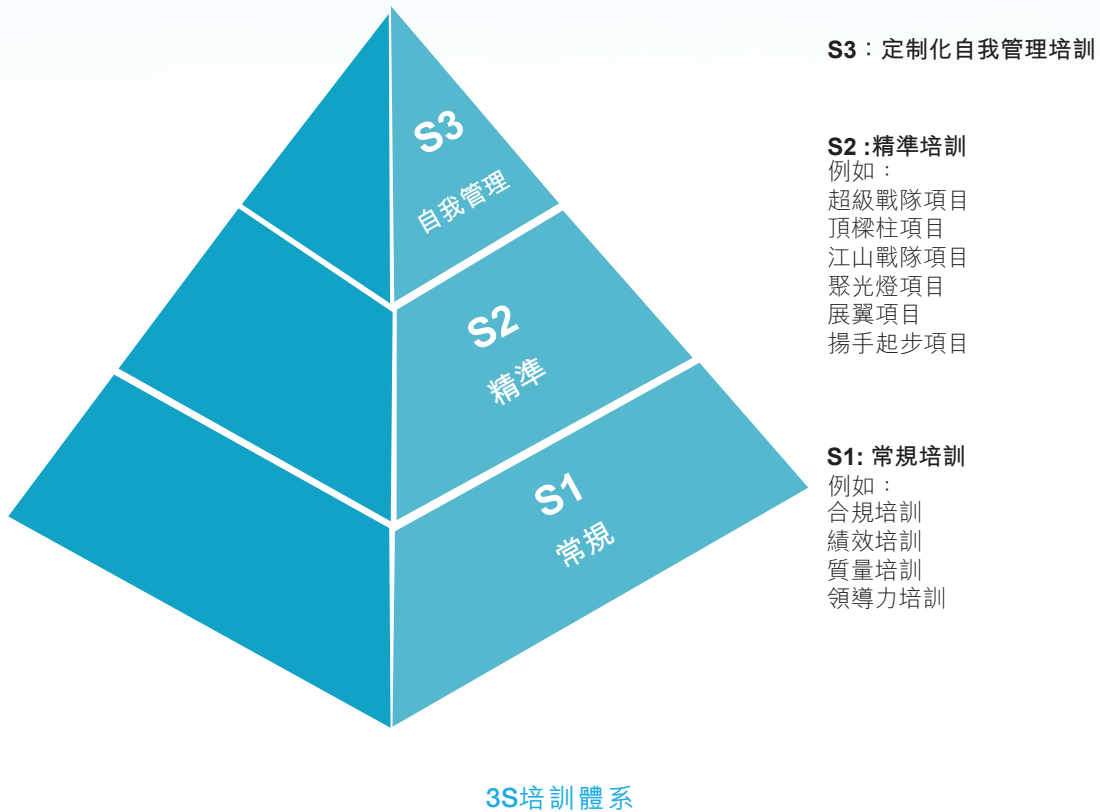 S3
自我管理
S2
精準
S1
常規
S3：定制化自我管理培訓
S2 :精準培訓
例如：
超級戰隊項目
頂樑柱項目
江山戰隊項目
聚光燈項目
展翼項目
揚手起步項目
S1: 常規培訓
例如：
合規培訓
績效培訓
質量培訓
領導力培訓
3S培訓體系